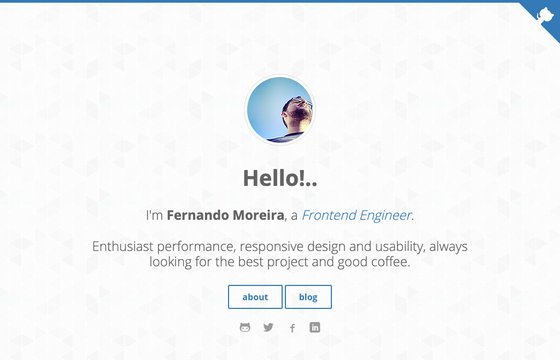 Hello!..
I'm Fernando Moreira, a Frontend Engineer.
Enthusiast performance, responsive design and usability, always
looking for the best project and good coffee.
about blog